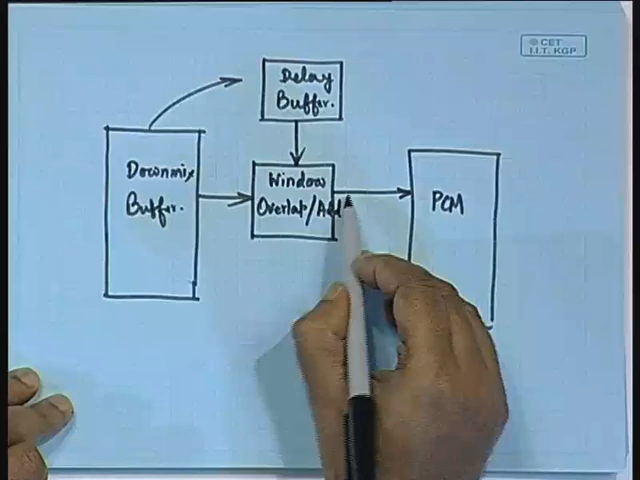 © CET
I.I.T. KGP
Delay
Buffer.
Downmix
Buffer.
Window
Overlap/Add
PCM